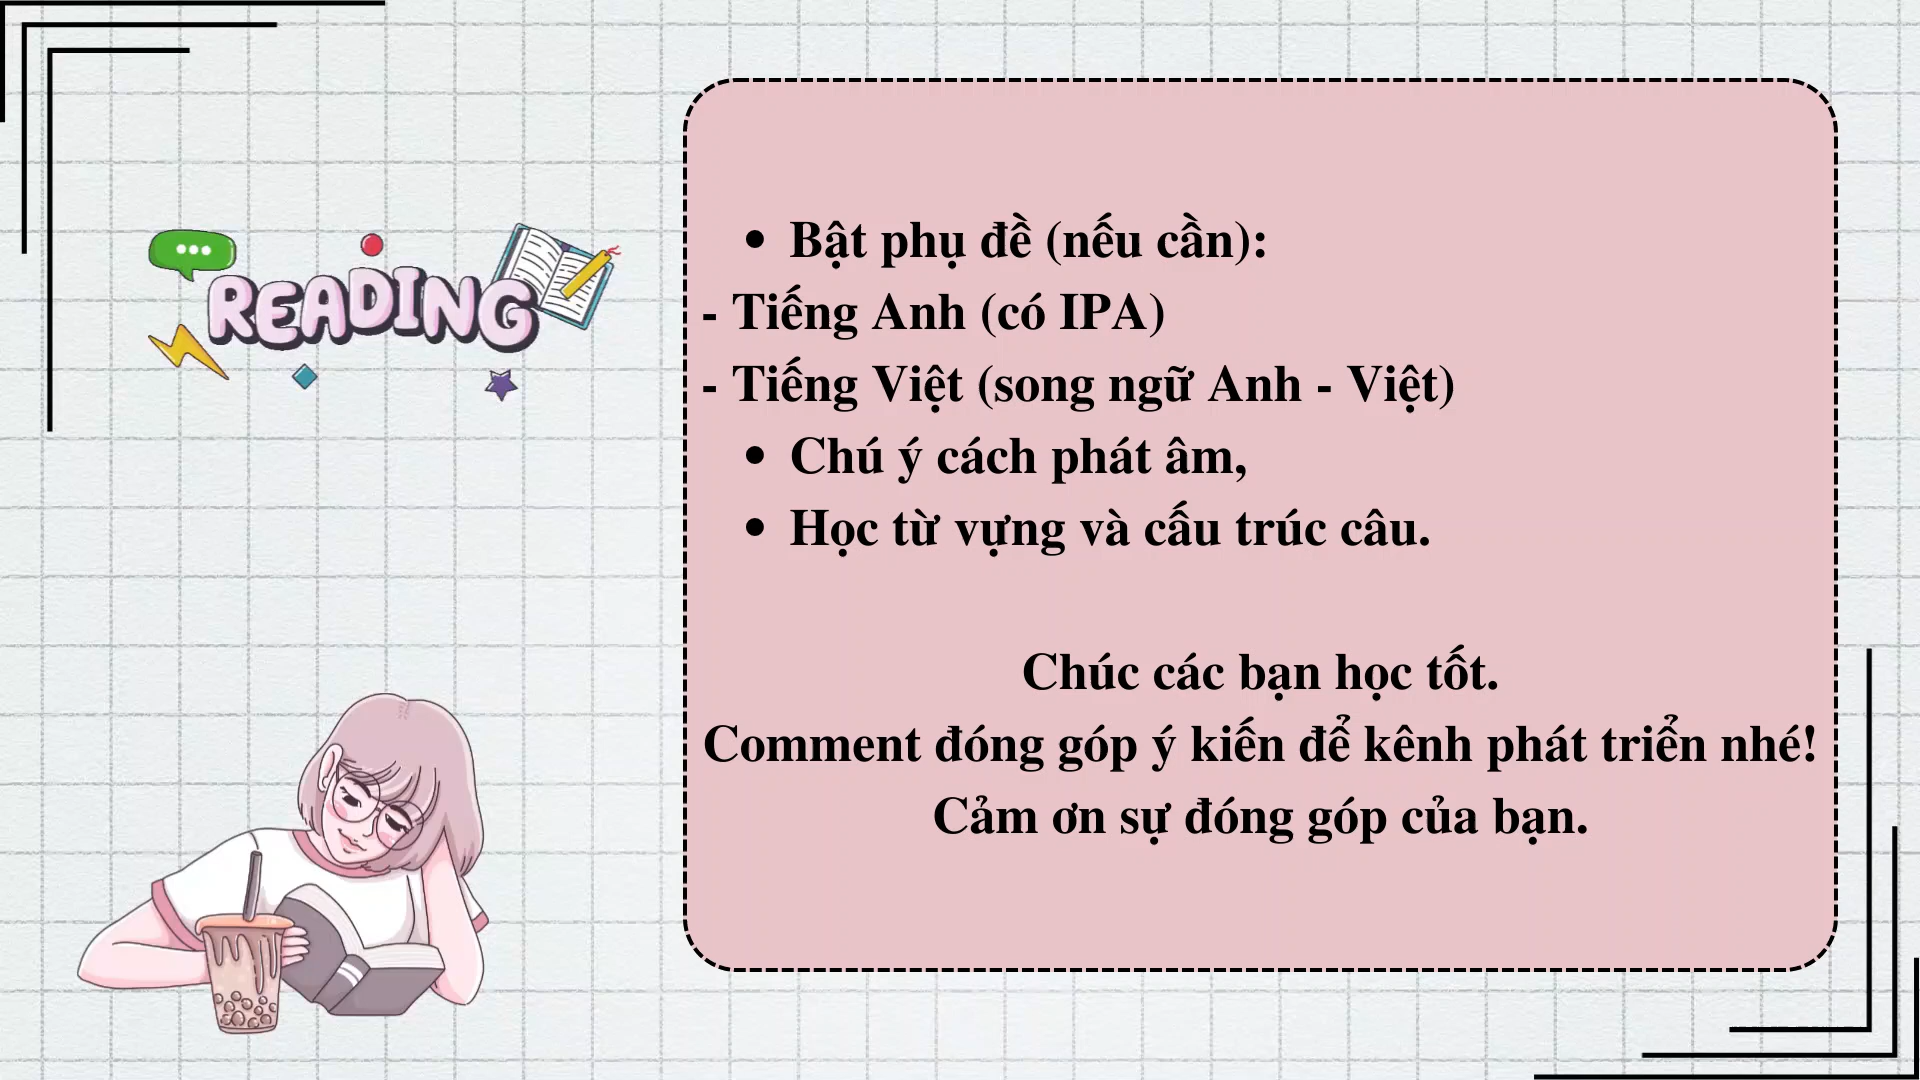 READING
• Bật phụ đề (nếu cần):
- Tiếng Anh (có IPA)
- Tiếng Việt (song ngữ Anh - Việt)
• Chú ý cách phát âm,
• Học từ vựng và cấu trúc câu.
Chúc các bạn học tốt.
Comment đóng góp ý kiến để kênh phát triển nhé!
Cảm ơn sự đóng góp của bạn.